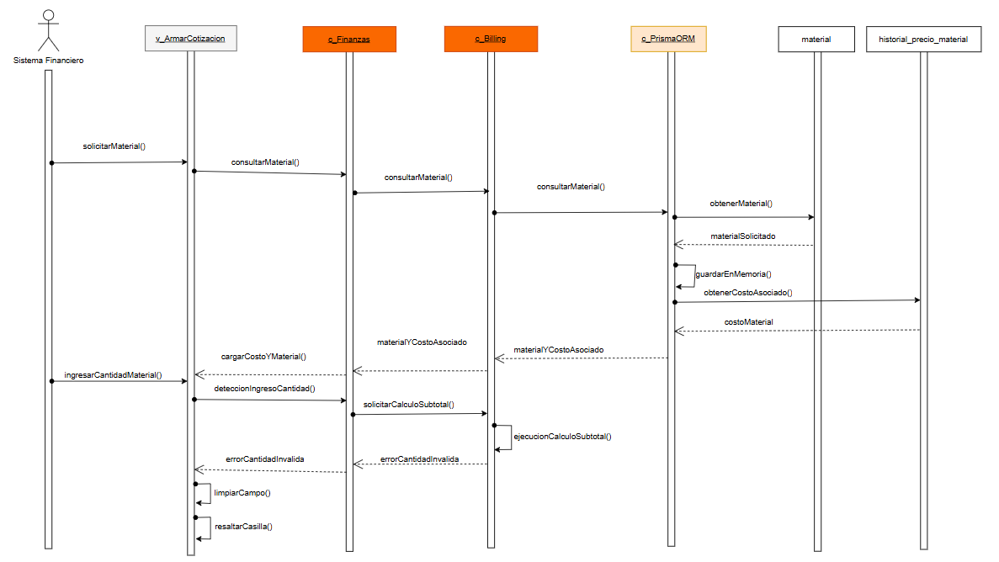 v_ArmarCotizacion
c_Finanzas
c_Billing
c_PrismaORM
material
historial_precio_material
Sistema Financiero
solicitarMaterial()
consultarMaterial()
consultarMaterial()
consultarMaterial()
obtenerMaterial()
materialSolicitado
guardarEnMemoria()
obtenerCostoAsociado()
costoMaterial
materialYCostoAsociado
materialYCostoAsociado
cargarCostoYMaterial()
ingresarCantidadMaterial()
deteccionIngresoCantidad()
solicitarCalculoSubtotal()
ejecucionCalculoSubtotal()
errorCantidadInvalida
errorCantidadInvalida
limpiarCampo()
resaltarCasilla()